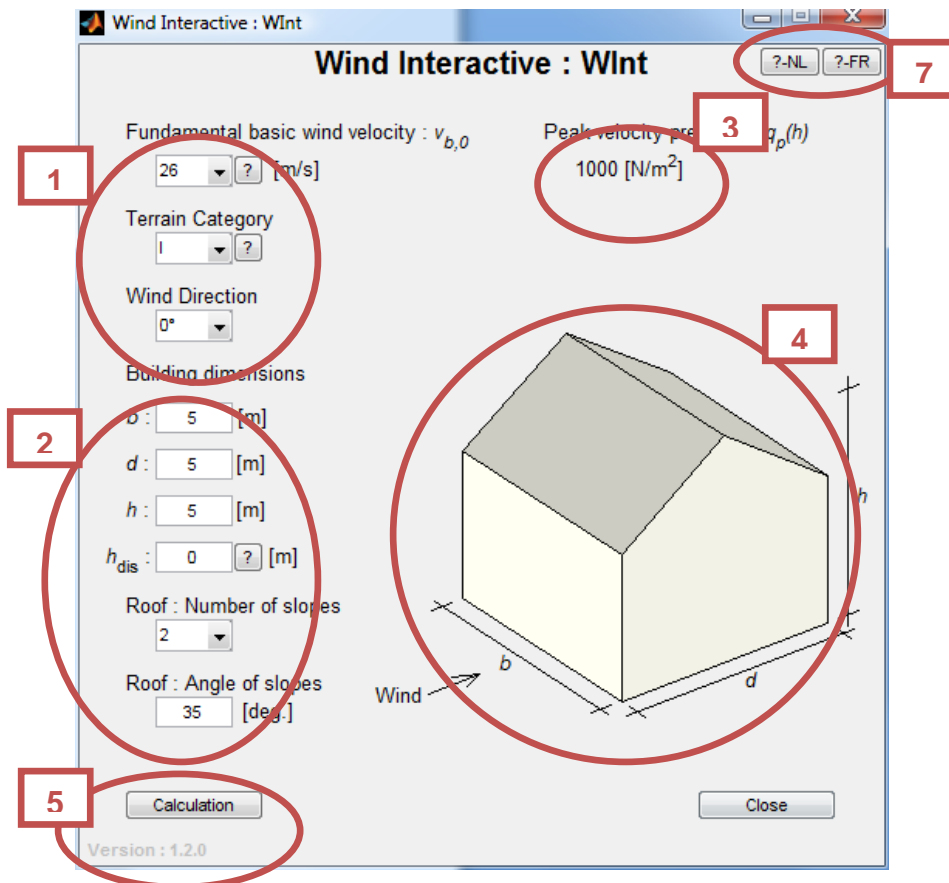 Wind Interactive : WInt
Wind Interactive : WInt
?-NL ?-FR
7
Fundamental basic wind velocity : v_b,0
26 ? [m/s]
1
Terrain Category
I ?
Wind Direction
0°
Peak velocity pre q_p(h)
3
1000 [N/m²]
Building dimensions
2
b : 5 [m]
d : 5 [m]
h : 5 [m]
h_dis : 0 ? [m]
Roof : Number of slopes
2
Roof : Angle of slopes
35 [deg.]
4
h
b
d
Wind
5
Calculation
Close
Version : 1.2.0